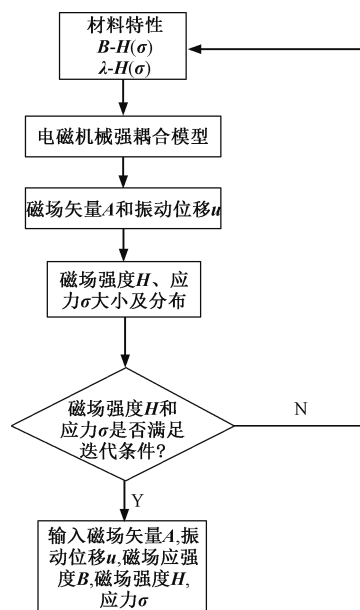 材料特性
B-H(σ)
λ-H(σ)
电磁机械强耦合模型
磁场矢量A和振动位移u
磁场强度H、应
力σ大小及分布
磁场强度H和
应力σ是否满足
迭代条件?
N
Y
输入磁场矢量A,振
动位移u,磁场应强
度B,磁场强度H,
应力σ